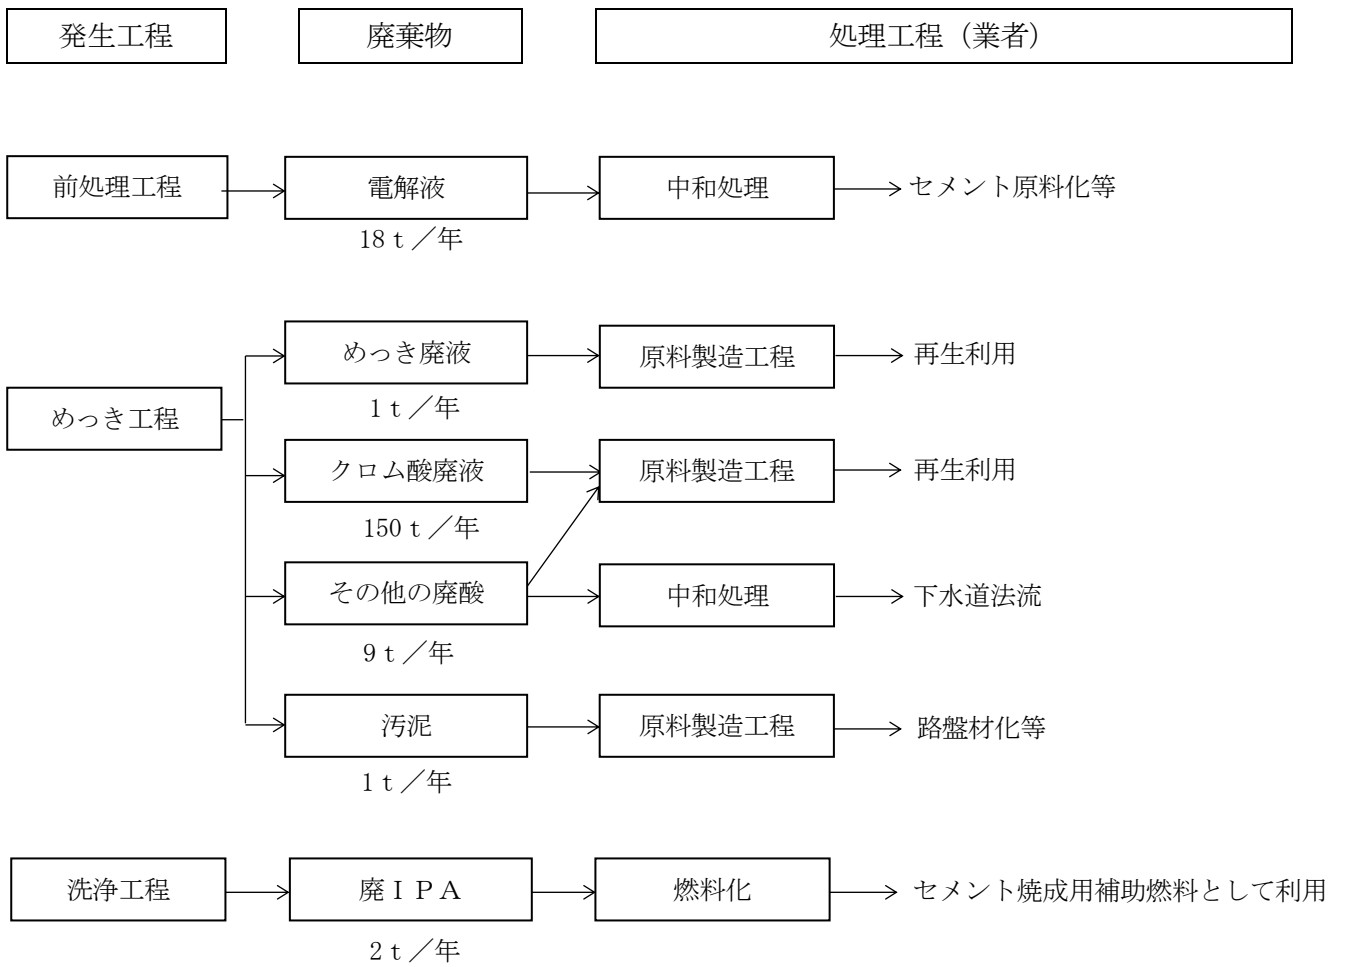 発生工程
廃棄物
処理工程（業者）
前処理工程
電解液
中和処理
セメント原料化等
18ｔ／年
めっき工程
めっき廃液
原料製造工程
再生利用
1ｔ／年
クロム酸廃液
原料製造工程
再生利用
150ｔ／年
その他の廃酸
中和処理
下水道法流
9ｔ／年
汚泥
原料製造工程
路盤材化等
1ｔ／年
洗浄工程
廃ＩＰＡ
燃料化
セメント焼成用補助燃料として利用
2ｔ／年